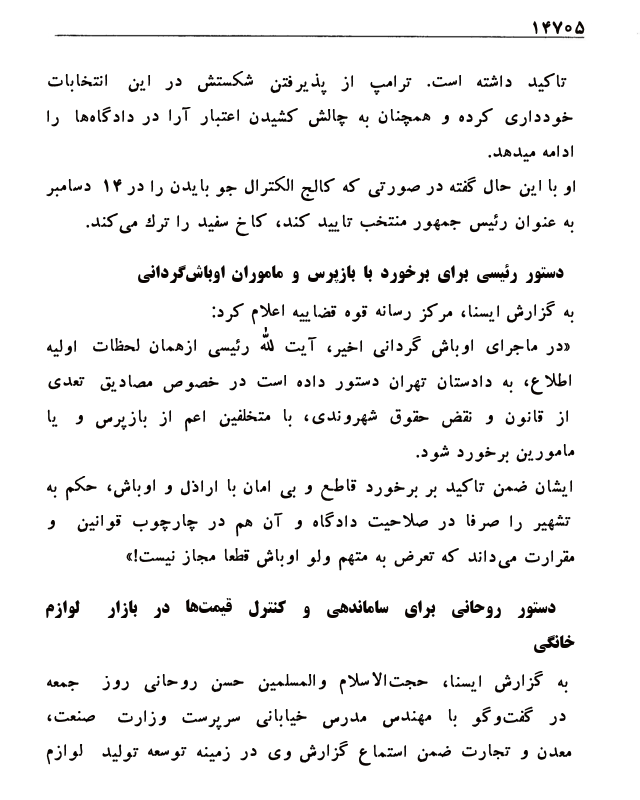 ۱۴۷۰۵
تاکید داشته است. ترامپ از پذیرفتن شکستش در این انتخابات
خودداری کرده و همچنان به چالش کشیدن اعتبار آرا در دادگاه‌ها را
ادامه میدهد.
او با این حال گفته در صورتی که کالج الکترال جو بایدن را در ۱۴ دسامبر
به عنوان رئیس جمهور منتخب تایید کند، کاخ سفید را ترك می‌کند.
دستور رئیسی برای برخورد با بازپرس و ماموران اوباش‌گردانی
به گزارش ایسنا، مرکز رسانه قوه قضاییه اعلام کرد:
«در ماجرای اوباش گردانی اخیر، آیت الله رئیسی ازهمان لحظات اولیه
اطلاع، به دادستان تهران دستور داده است در خصوص مصادیق تعدی
از قانون و نقض حقوق شهروندی، با متخلفین اعم از بازپرس و یا
مامورین برخورد شود.
ایشان ضمن تاکید بر برخورد قاطع و بی امان با اراذل و اوباش، حکم به
تشهیر را صرفا در صلاحیت دادگاه و آن هم در چارچوب قوانین و
مقرارت می‌داند که تعرض به متهم ولو اوباش قطعا مجاز نیست!»
دستور روحانی برای ساماندهی و کنترل قیمت‌ها در بازار لوازم
خانگی
به گزارش ایسنا، حجت‌الاسلام والمسلمین حسن روحانی روز جمعه
در گفت‌وگو با مهندس مدرس خیابانی سرپرست وزارت صنعت،
معدن و تجارت ضمن استماع گزارش وی در زمینه توسعه تولید لوازم